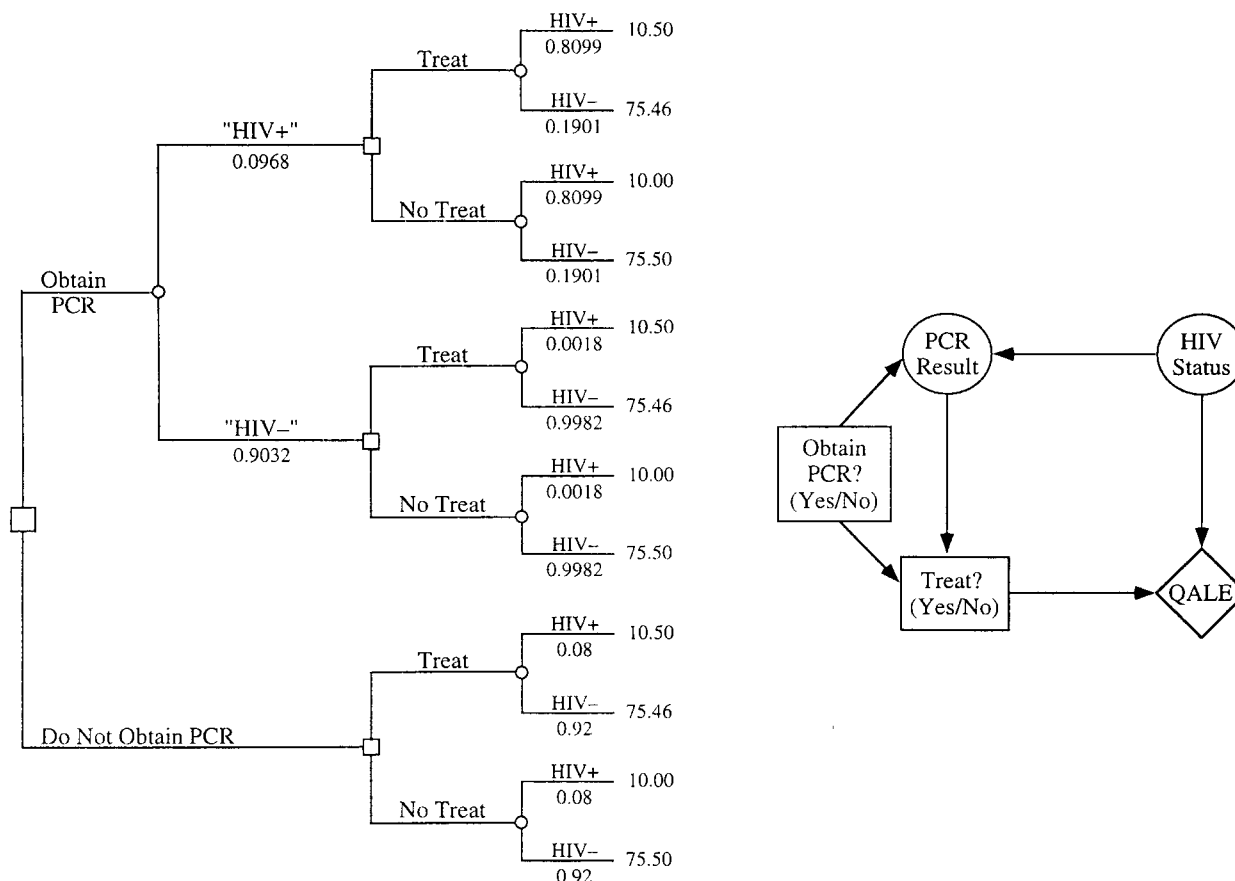 HIV+
10.50
0.8099
Treat
HIV–
75.46
0.1901
"HIV+"
0.0968
HIV+
10.00
0.8099
No Treat
HIV–
75.50
0.1901
Obtain
PCR
HIV+
10.50
0.0018
Treat
HIV–
75.46
0.9982
"HIV–"
0.9032
HIV+
10.00
0.0018
No Treat
HIV–
75.50
0.9982
HIV+
10.50
0.08
Treat
HIV–
75.46
0.92
Do Not Obtain PCR
HIV+
10.00
0.08
No Treat
HIV–
75.50
0.92
PCR
Result
HIV
Status
Obtain
PCR?
(Yes/No)
Treat?
(Yes/No)
QALE